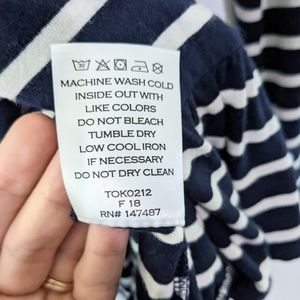 MACHINE WASH COLD
INSIDE OUT WITH
LIKE COLORS
DO NOT BLEACH
TUMBLE DRY
LOW COOL IRON
IF NECESSARY
DO NOT DRY CLEAN
TOK0212
F 18
RN# 147487